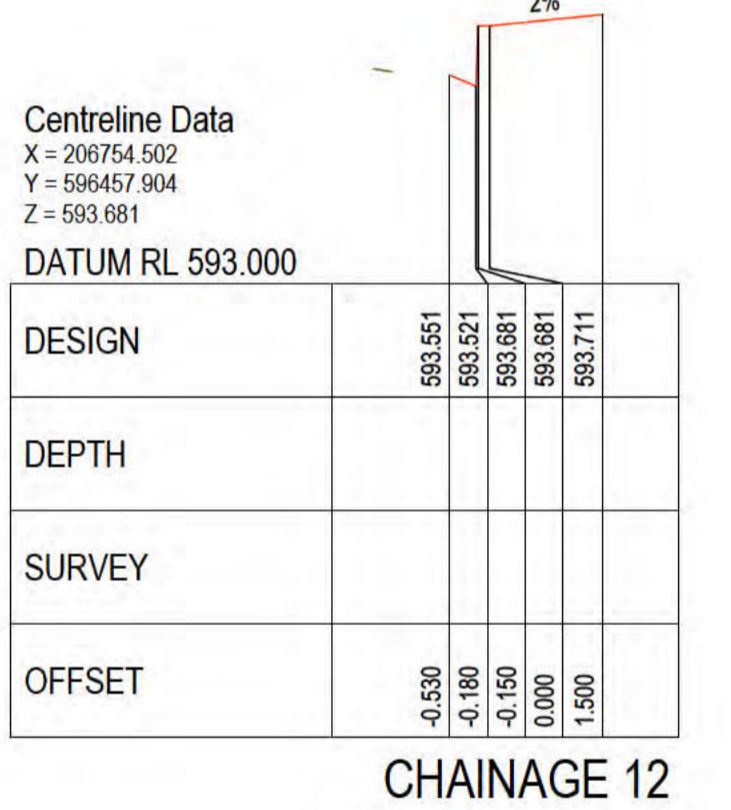 2%
Centreline Data
X = 206754.502
Y = 596457.904
Z = 593.681
DATUM RL 593.000
DESIGN 593.551 593.521 593.681 593.681 593.711
DEPTH
SURVEY
OFFSET -0.530 -0.180 -0.150 0.000 1.500
CHAINAGE 12